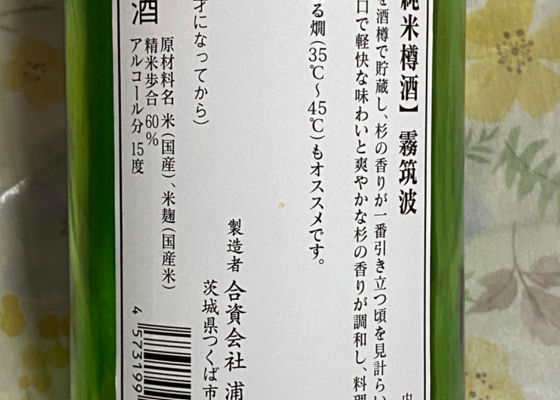 純米樽酒】 霧筑波
を酒樽で貯蔵し、杉の香りが一番引き立つ頃を見計らい
口で軽快な味わいと爽やかな杉の香りが調和し、料理
る燗(35℃~45℃)もオススメです。
内
製造者 合資会社 浦
茨城県つくば市
才になってから)
酒
原材料名 米(国産)、米麹(国産米)
精米歩合 60%
アルコール分 15度
4 573199